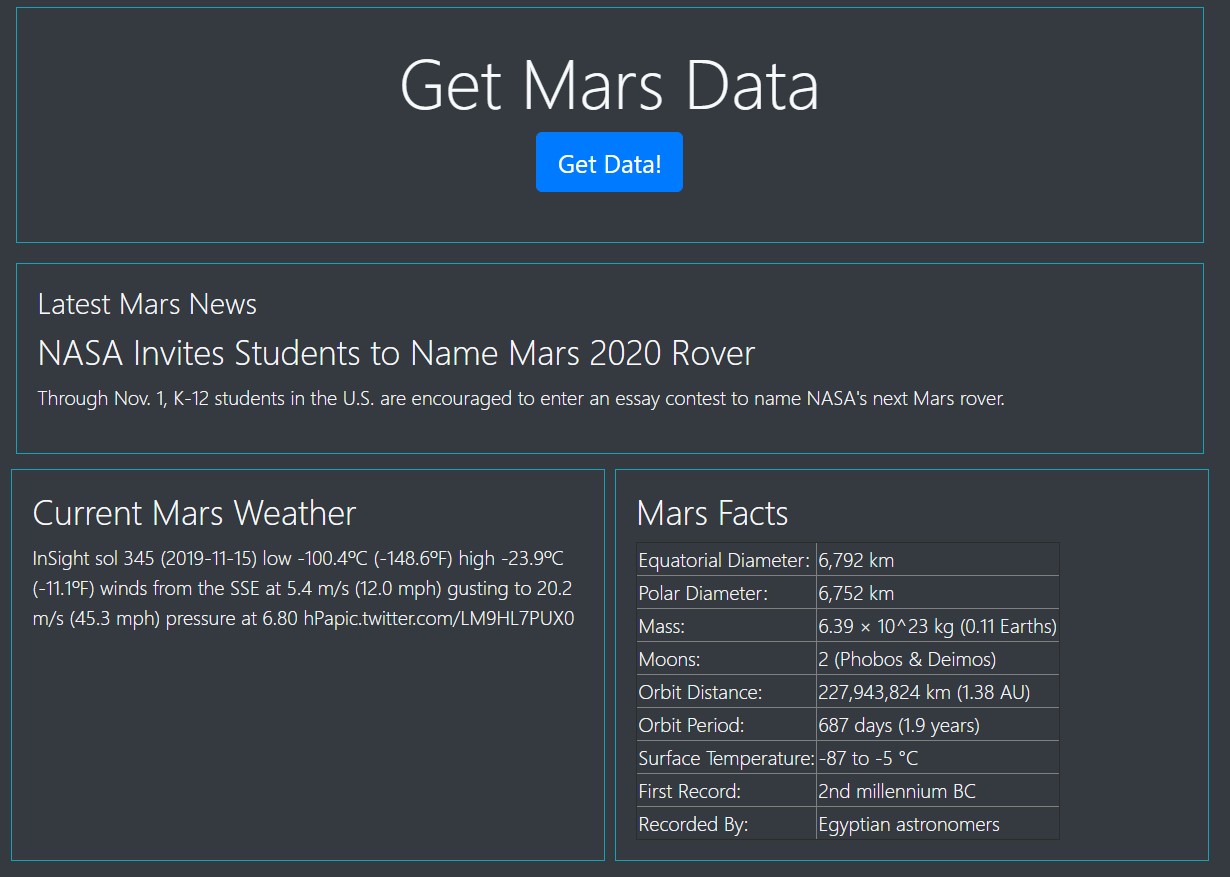 Get Mars Data
Get Data!
Latest Mars News
NASA Invites Students to Name Mars 2020 Rover
Through Nov. 1, K-12 students in the U.S. are encouraged to enter an essay contest to name NASA's next Mars rover.
Current Mars Weather
InSight sol 345 (2019-11-15) low -100.4ºC (-148.6ºF) high -23.9ºC
(-11.1ºF) winds from the SSE at 5.4 m/s (12.0 mph) gusting to 20.2
m/s (45.3 mph) pressure at 6.80 hPapic.twitter.com/LM9HL7PUX0
Mars Facts
Equatorial Diameter: 6,792 km
Polar Diameter: 6,752 km
Mass: 6.39 × 10^23 kg (0.11 Earths)
Moons: 2 (Phobos & Deimos)
Orbit Distance: 227,943,824 km (1.38 AU)
Orbit Period: 687 days (1.9 years)
Surface Temperature: -87 to -5 °C
First Record: 2nd millennium BC
Recorded By: Egyptian astronomers